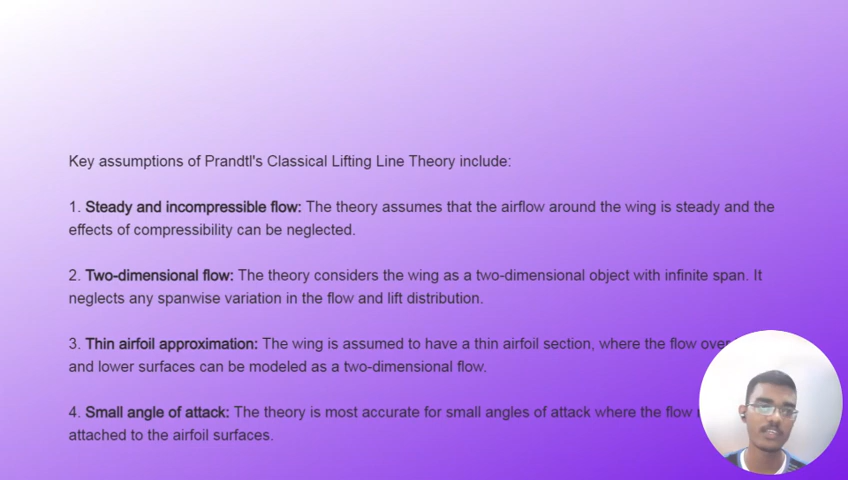 Key assumptions of Prandtl's Classical Lifting Line Theory include:
1. Steady and incompressible flow: The theory assumes that the airflow around the wing is steady and the
effects of compressibility can be neglected.
2. Two-dimensional flow: The theory considers the wing as a two-dimensional object with infinite span. It
neglects any spanwise variation in the flow and lift distribution.
3. Thin airfoil approximation: The wing is assumed to have a thin airfoil section, where the flow over
and lower surfaces can be modeled as a two-dimensional flow.
4. Small angle of attack: The theory is most accurate for small angles of attack where the flow
attached to the airfoil surfaces.